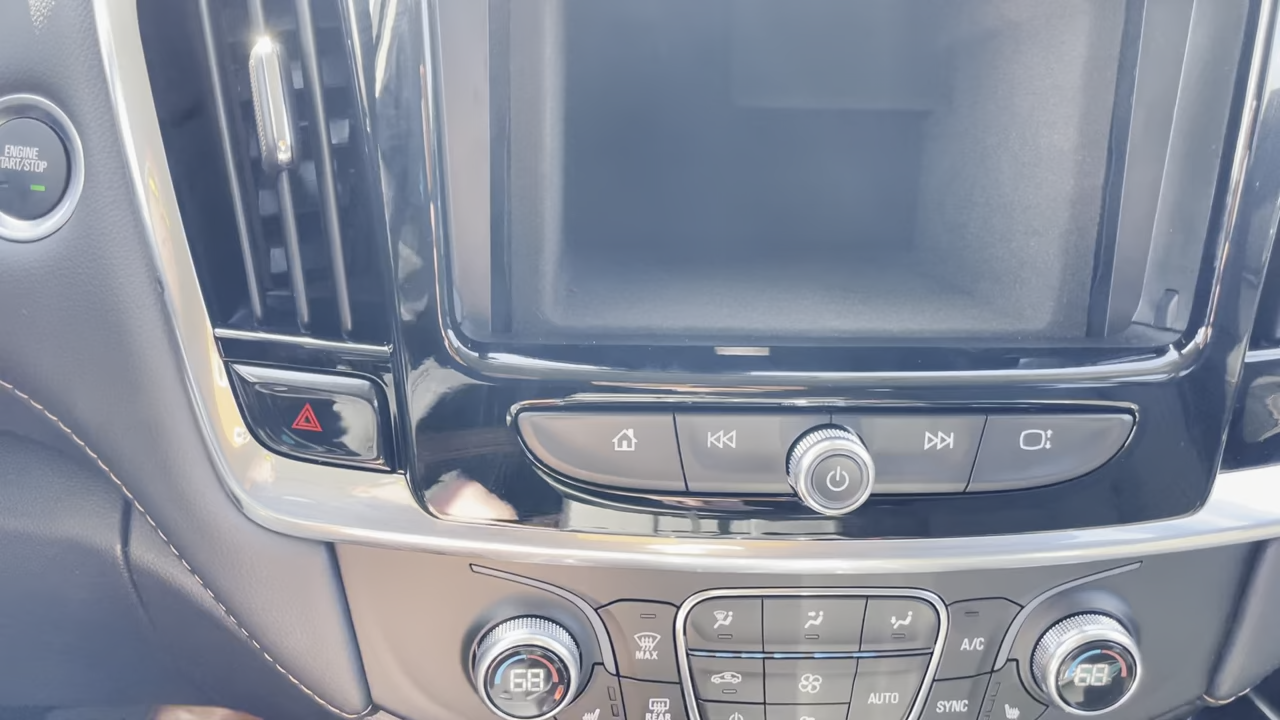 ENGINE
START/STOP
MAX
A/C
68
68
REAR
AUTO
SYNC